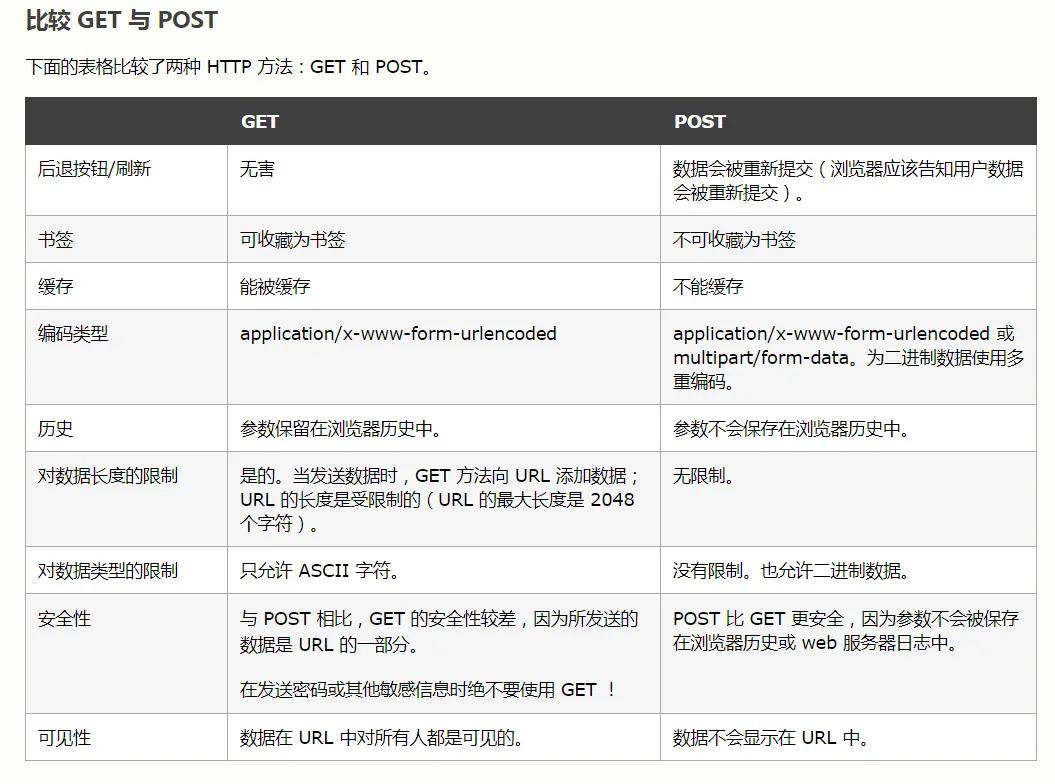 比较 GET 与 POST
下面的表格比较了两种 HTTP 方法：GET 和 POST。
GET POST
后退按钮/刷新 无害 数据会被重新提交（浏览器应该告知用户数据
会被重新提交）。
书签 可收藏为书签 不可收藏为书签
缓存 能被缓存 不能缓存
编码类型 application/x-www-form-urlencoded application/x-www-form-urlencoded 或
multipart/form-data。为二进制数据使用多
重编码。
历史 参数保留在浏览器历史中。 参数不会保存在浏览器历史中。
对数据长度的限制 是的。当发送数据时，GET 方法向 URL 添加数据； 无限制。
URL 的长度是受限制的（URL 的最大长度是 2048
个字符）。
对数据类型的限制 只允许 ASCII 字符。 没有限制。也允许二进制数据。
安全性 与 POST 相比，GET 的安全性较差，因为所发送的 POST 比 GET 更安全，因为参数不会被保存
数据是 URL 的一部分。 在浏览器历史或 web 服务器日志中。
在发送密码或其他敏感信息时绝不要使用 GET ！
可见性 数据在 URL 中对所有人都是可见的。 数据不会显示在 URL 中。